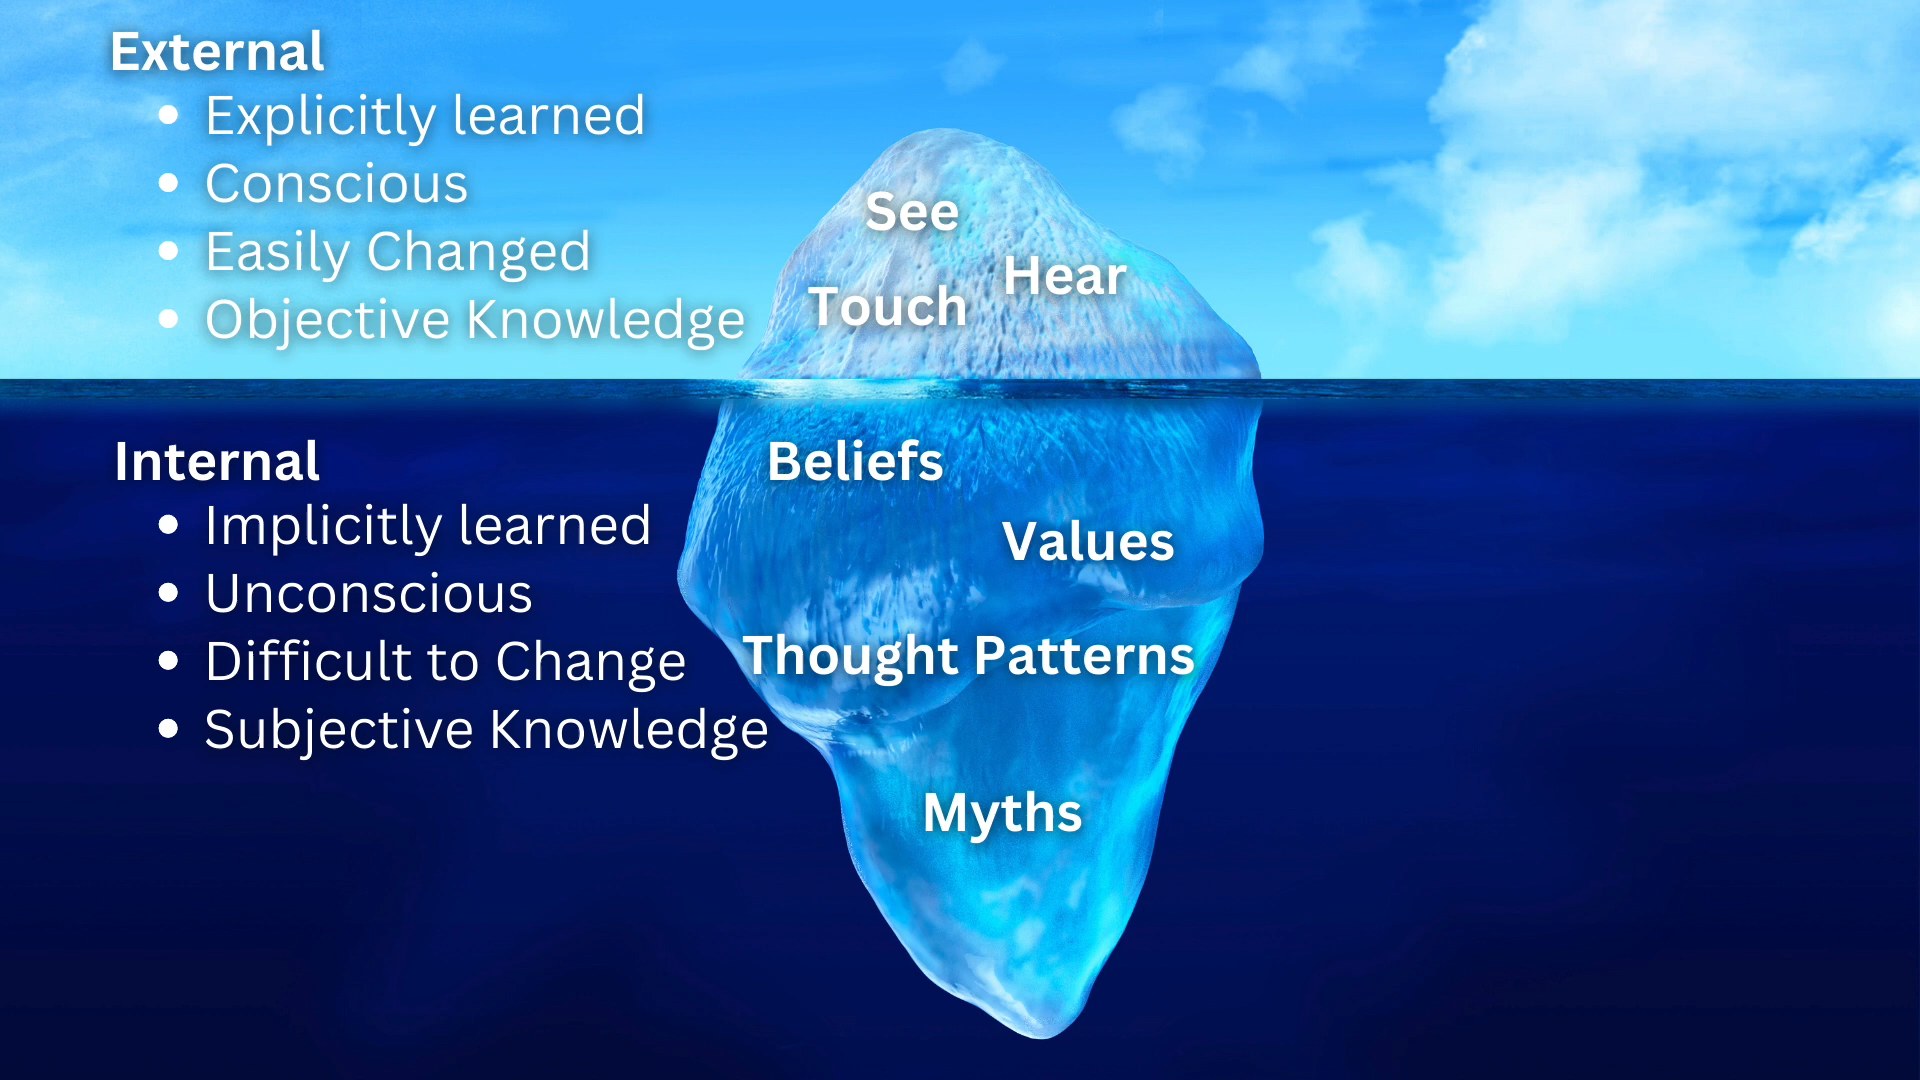 External
• Explicitly learned
• Conscious
• Easily Changed
• Objective Knowledge
See
Hear
Touch
Internal
• Implicitly learned
• Unconscious
• Difficult to Change
• Subjective Knowledge
Beliefs
Values
Thought Patterns
Myths